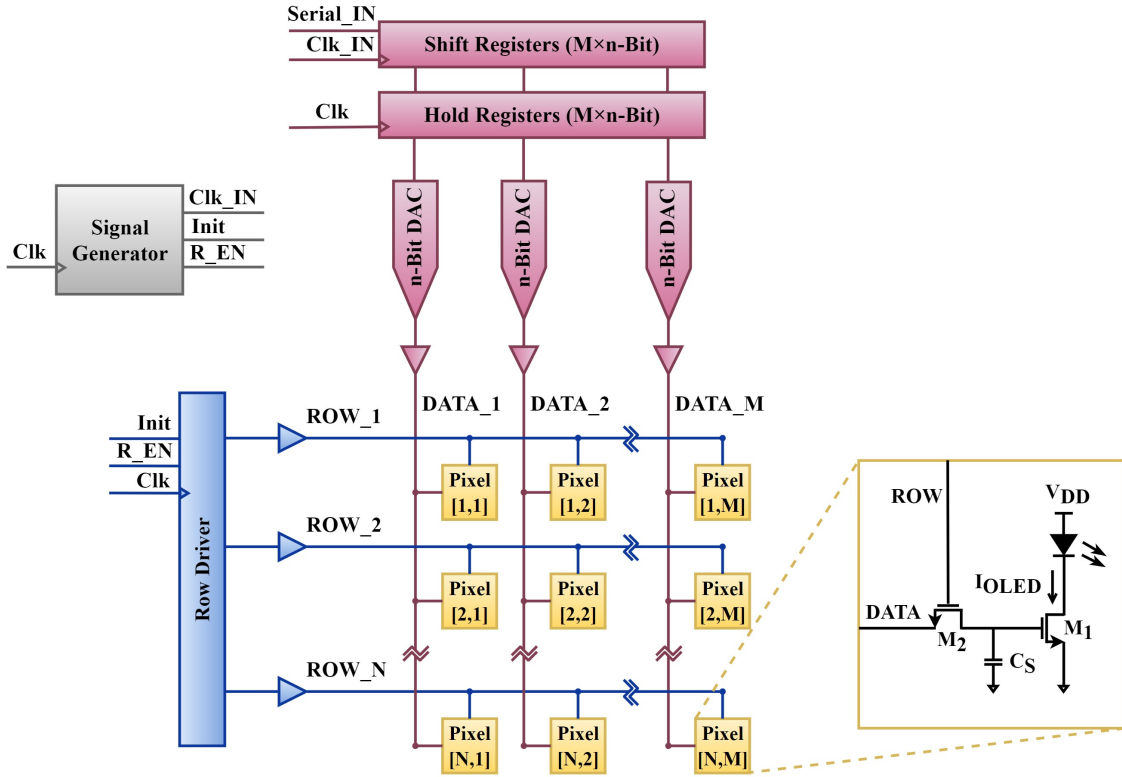 Serial_IN
Clk_IN
Shift Registers (M×n-Bit)
Clk
Hold Registers (M×n-Bit)
n-Bit DAC
n-Bit DAC
n-Bit DAC
Clk
Signal
Generator
Clk_IN
Init
R_EN
DATA_1
DATA_2
DATA_M
Init
R_EN
Clk
Row Driver
ROW_1
Pixel
[1,1]
Pixel
[1,2]
Pixel
[1,M]
ROW_2
Pixel
[2,1]
Pixel
[2,2]
Pixel
[2,M]
ROW_N
Pixel
[N,1]
Pixel
[N,2]
Pixel
[N,M]
ROW
VDD
IOLED
DATA
M2
M1
CS